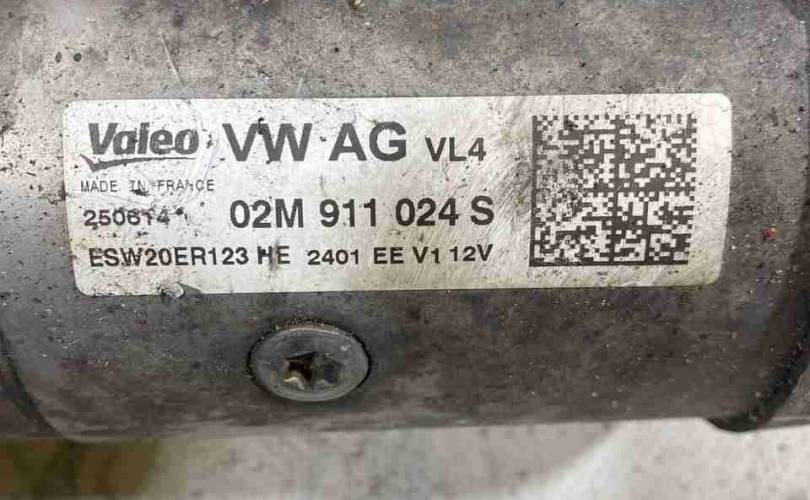 Valeo VW AG VL4
MADE IN FRANCE
250614 02M 911 024 S
ESW20ER123 HE 2401 EE V1 12V